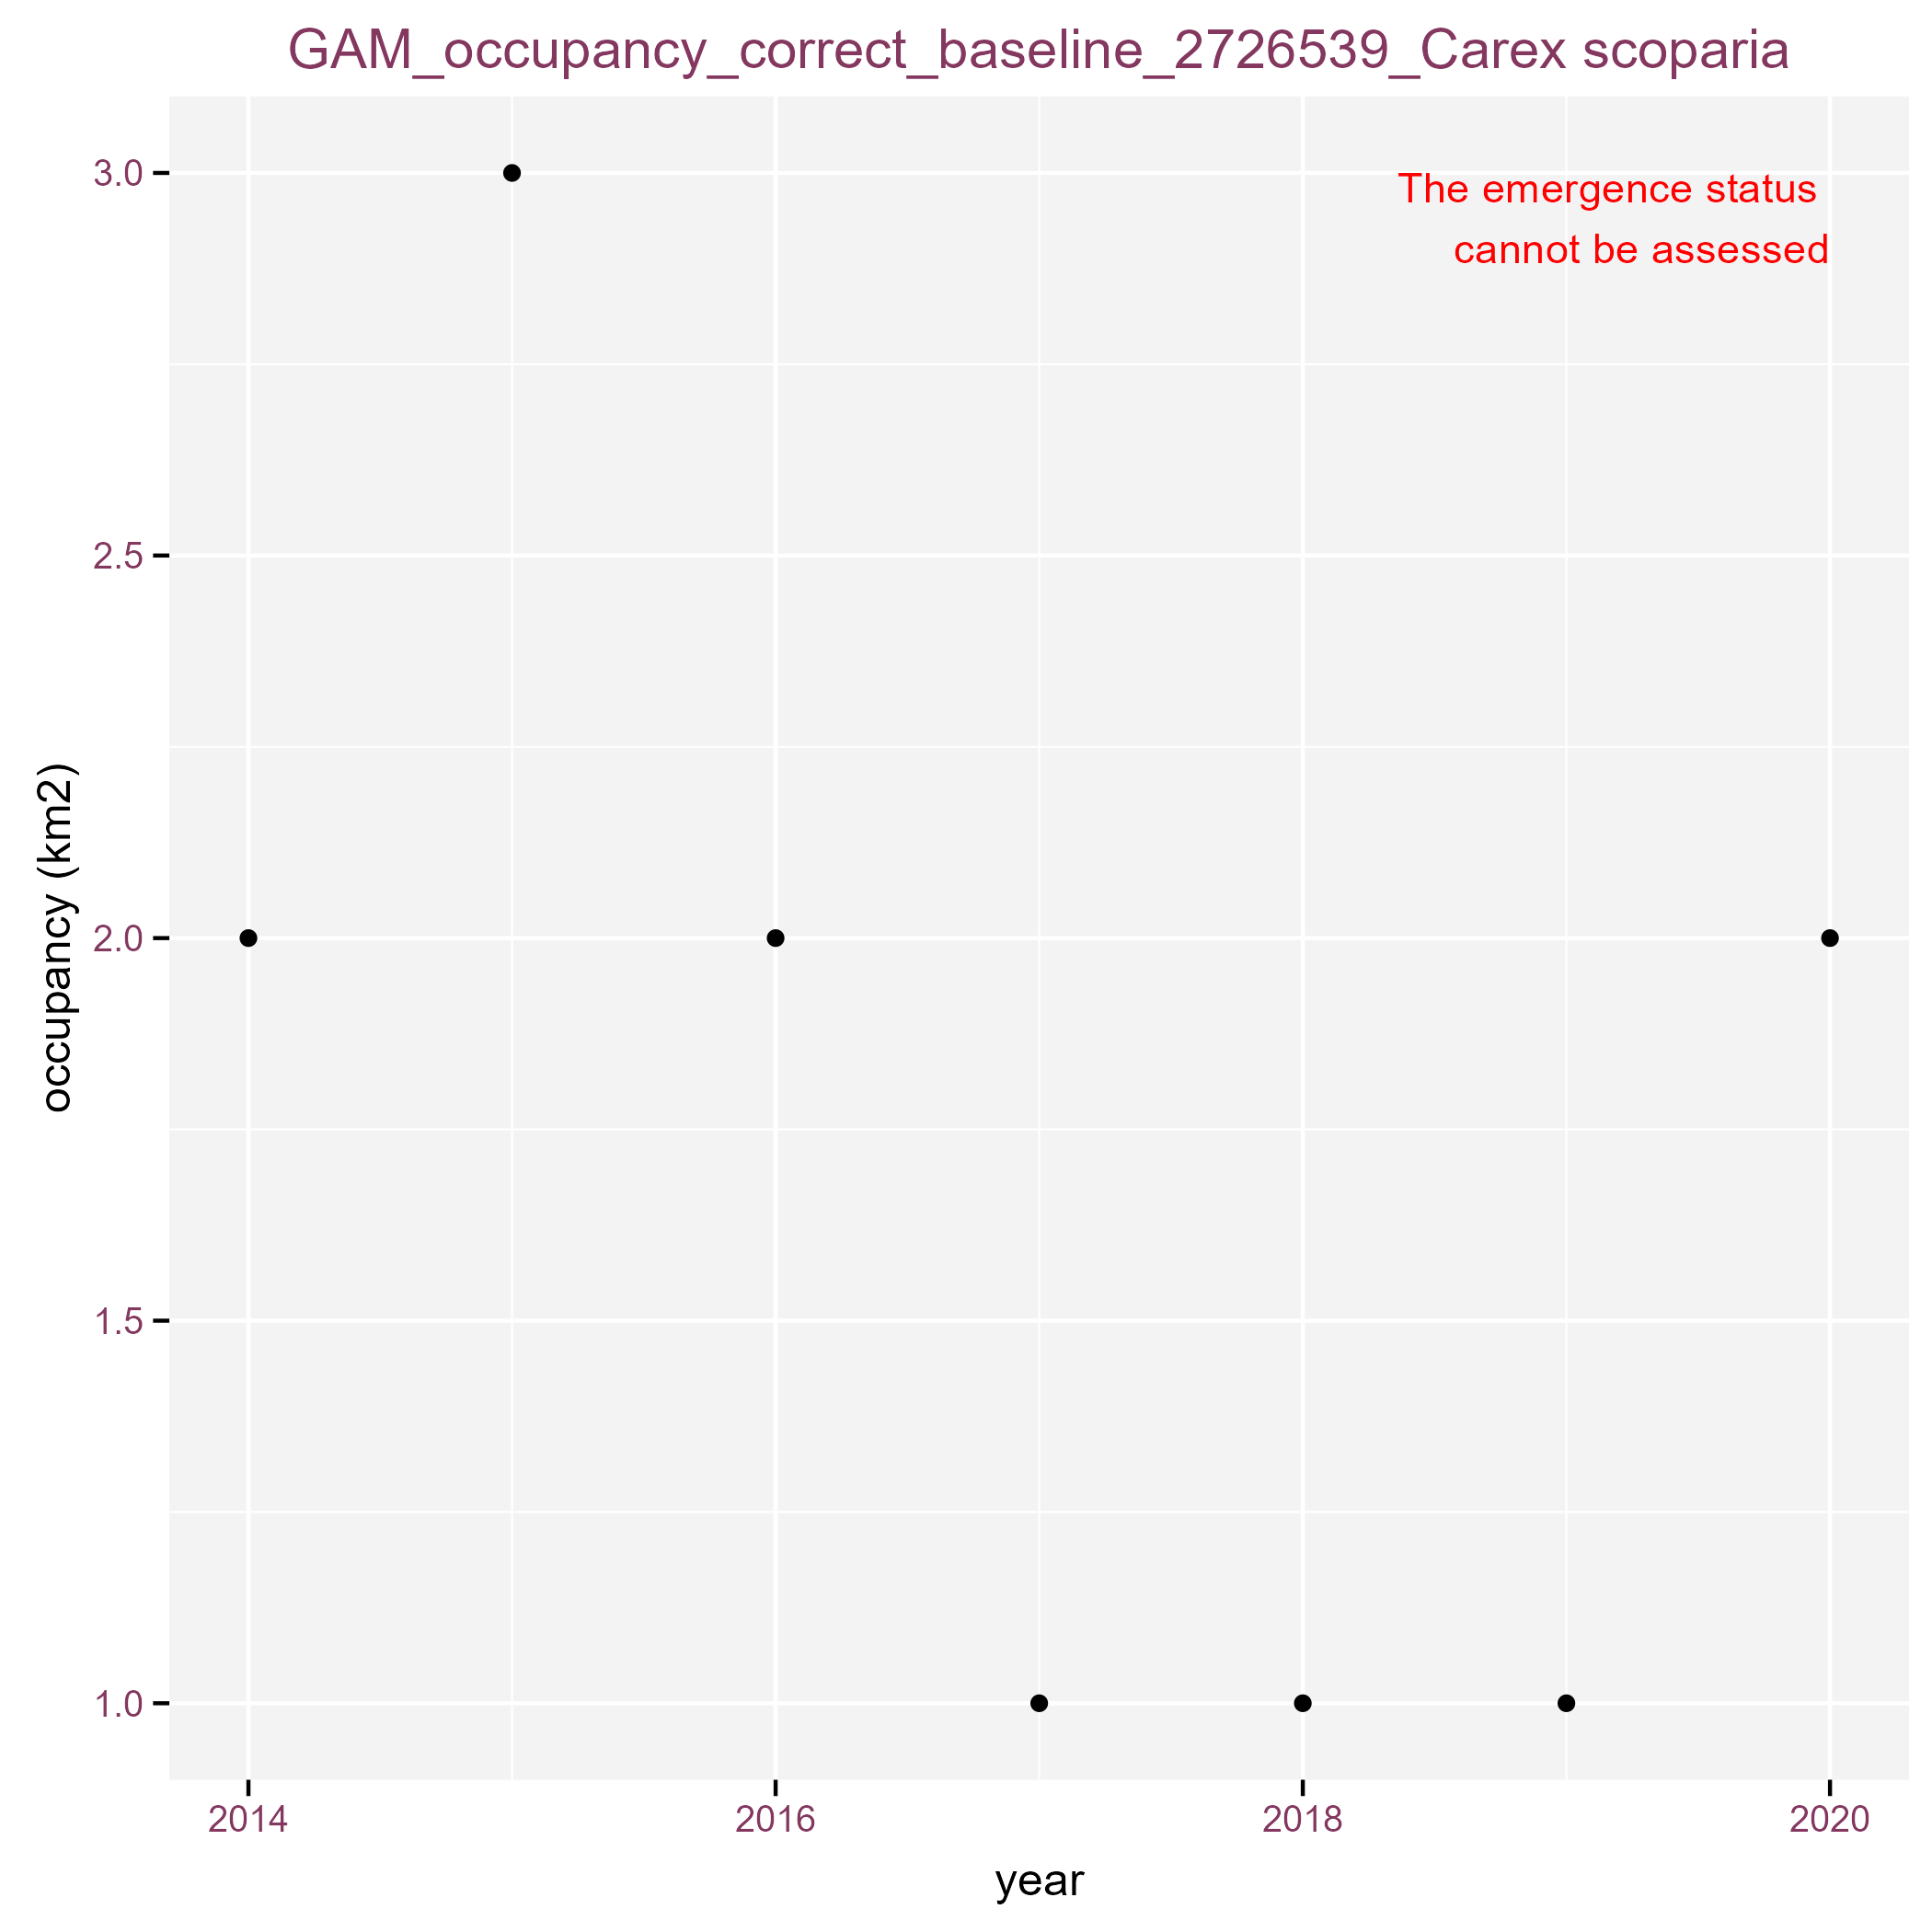 GAM_occupancy_correct_baseline_2726539_Carex scoparia
The emergence status
cannot be assessed
3.0
2.5
2.0
1.5
1.0
occupancy (km2)
2014
2016
2018
2020
year